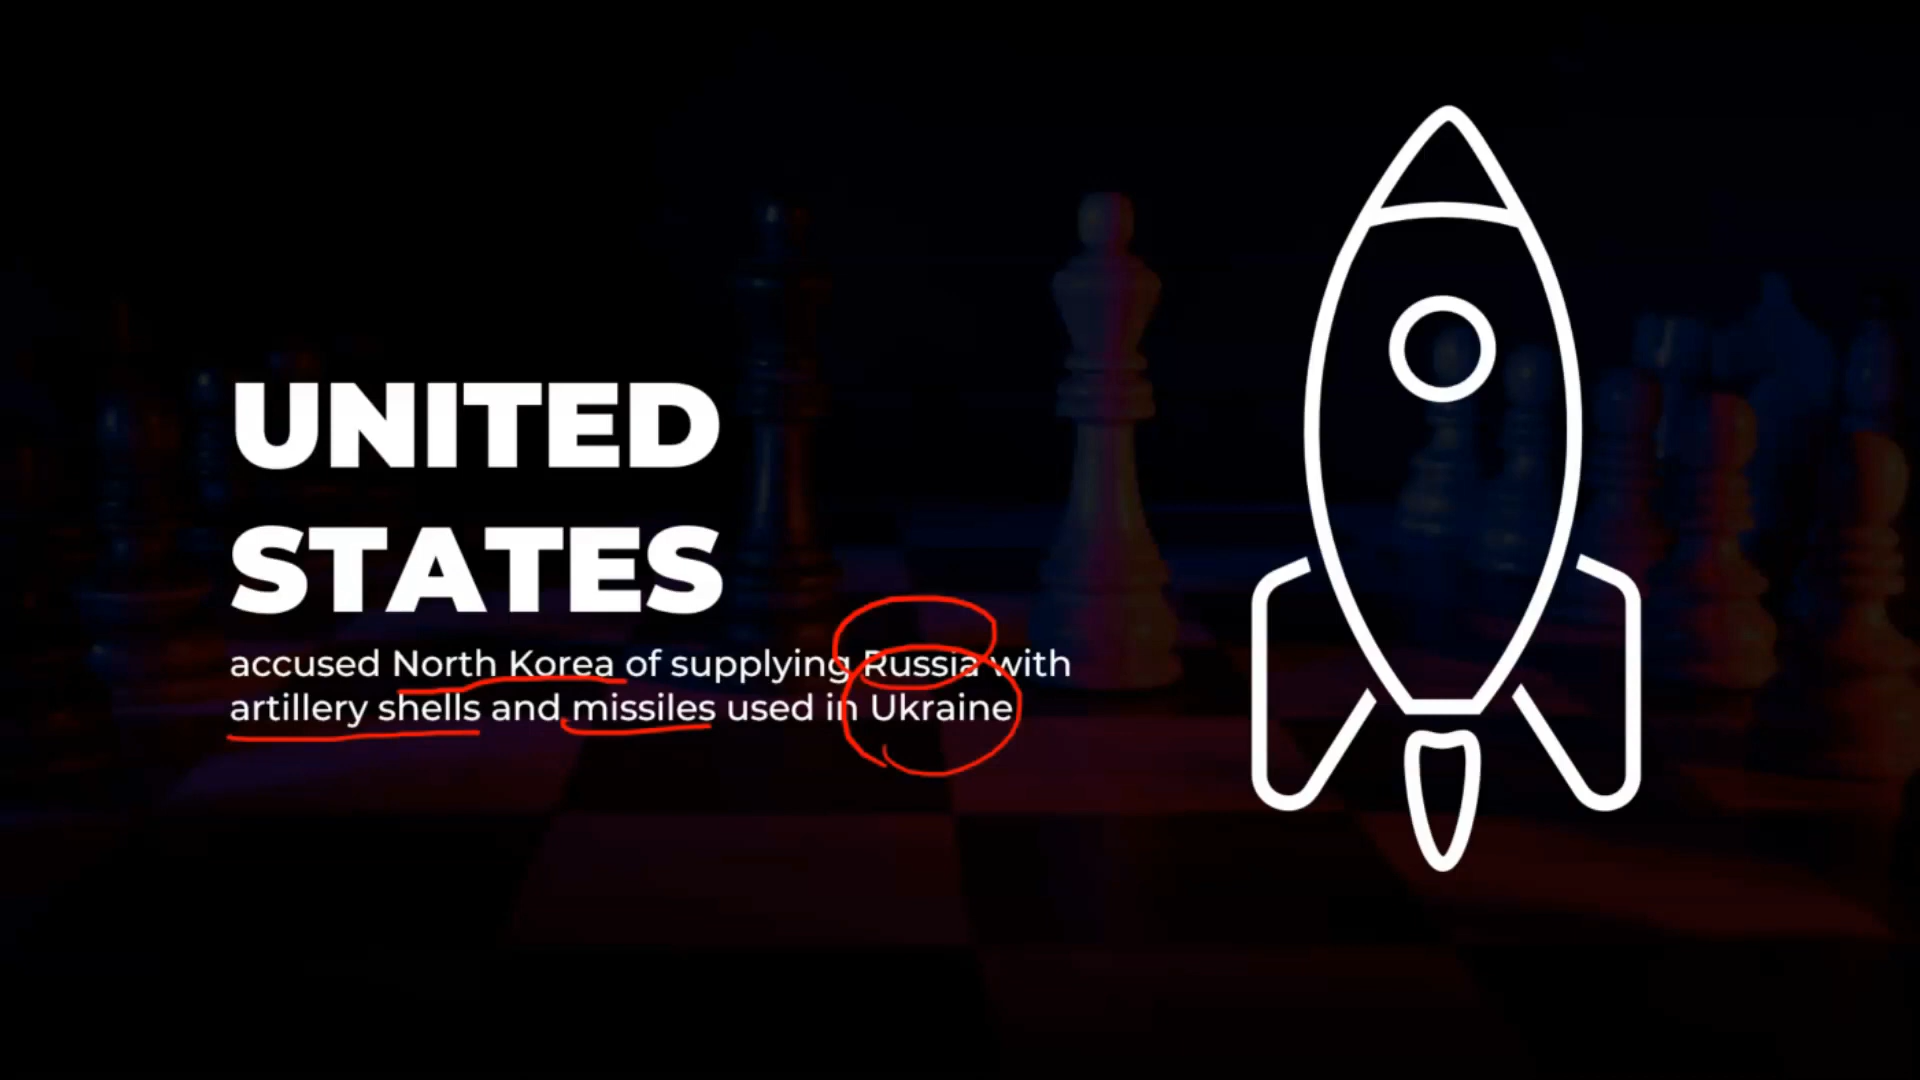 UNITED
STATES
accused North Korea of supplying Russia with
artillery shells and missiles used in Ukraine